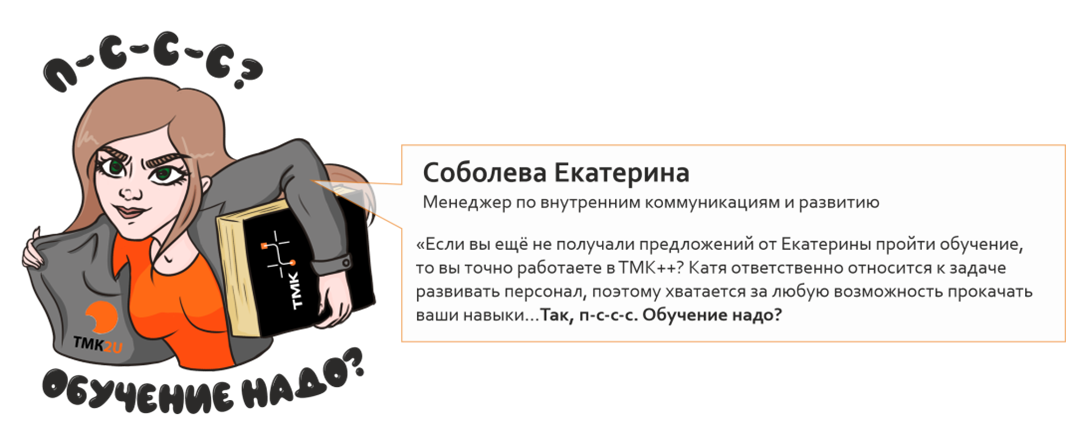 П-С-С-С?
ТМК2U
ТМК
ОБУЧЕНИЕ НАДО?
Соболева Екатерина
Менеджер по внутренним коммуникациям и развитию
«Если вы ещё не получали предложений от Екатерины пройти обучение,
то вы точно работаете в ТМК++? Катя ответственно относится к задаче
развивать персонал, поэтому хватается за любую возможность прокачать
ваши навыки...Так, п-с-с-с. Обучение надо?